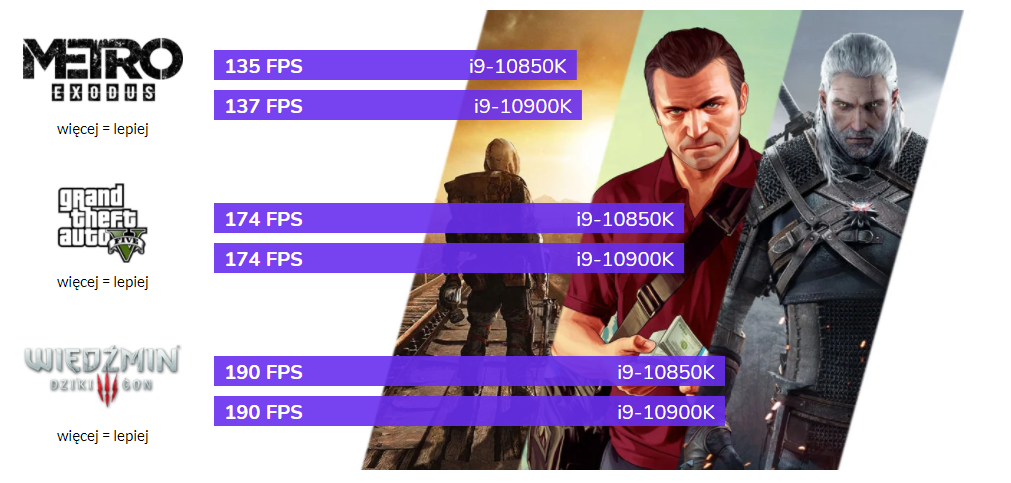 METRO
EXODUS
więcej = lepiej
135 FPS i9-10850K
137 FPS i9-10900K
grand
theft
auto V
FIVE
więcej = lepiej
174 FPS i9-10850K
174 FPS i9-10900K
WIEDŹMIN
DZIKI III GON
więcej = lepiej
190 FPS i9-10850K
190 FPS i9-10900K